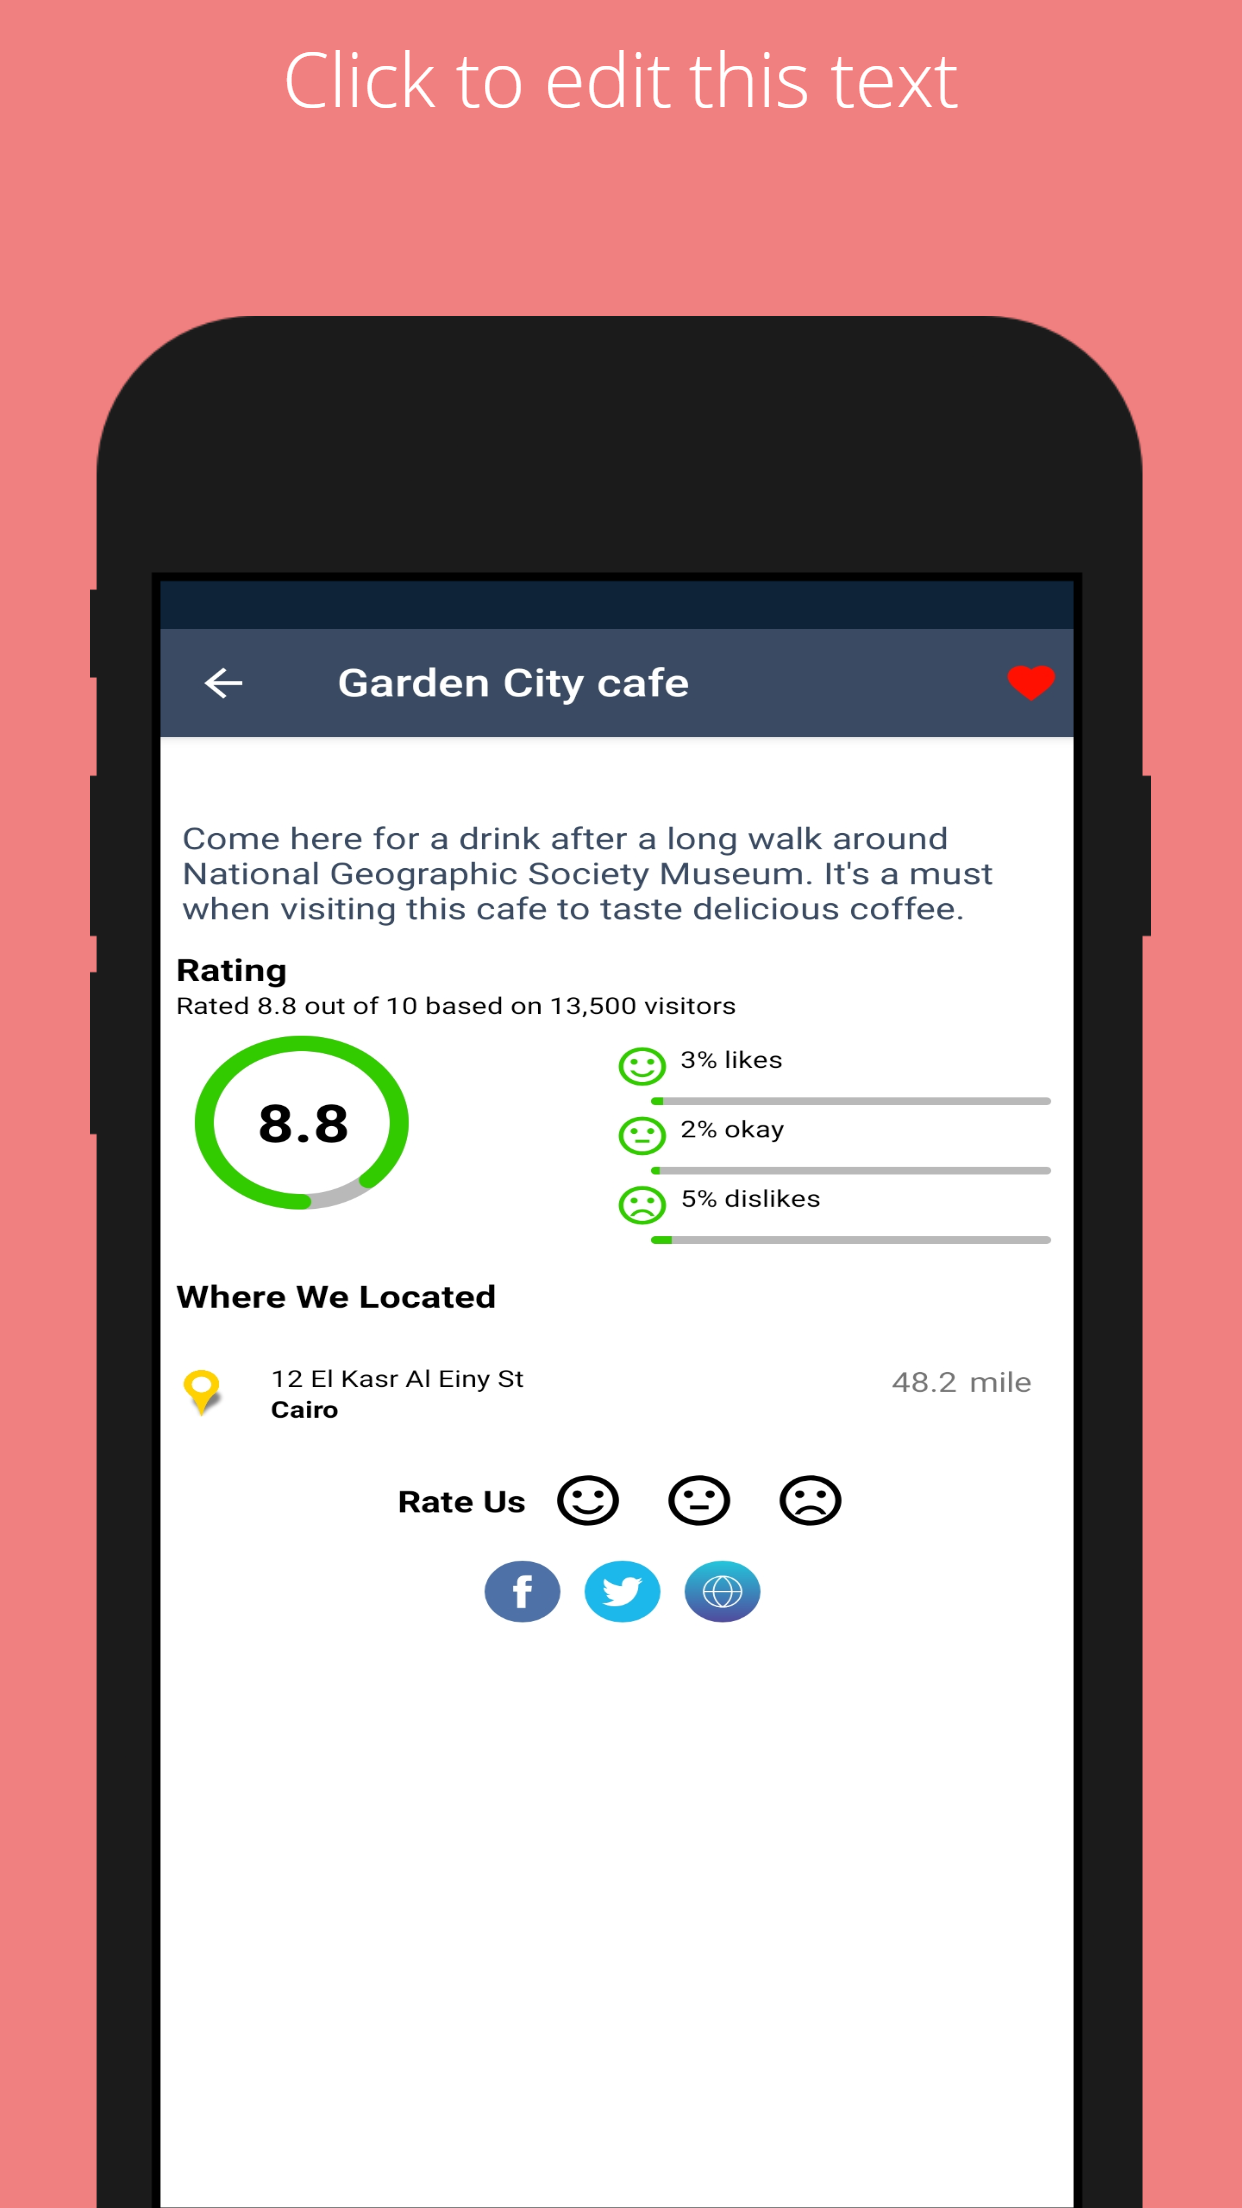 Click to edit this text
Garden City cafe
Come here for a drink after a long walk around
National Geographic Society Museum. It's a must
when visiting this cafe to taste delicious coffee.
Rating
Rated 8.8 out of 10 based on 13,500 visitors
8.8
3% likes
2% okay
5% dislikes
Where We Located
12 El Kasr Al Einy St
48.2 mile
Cairo
Rate Us
f